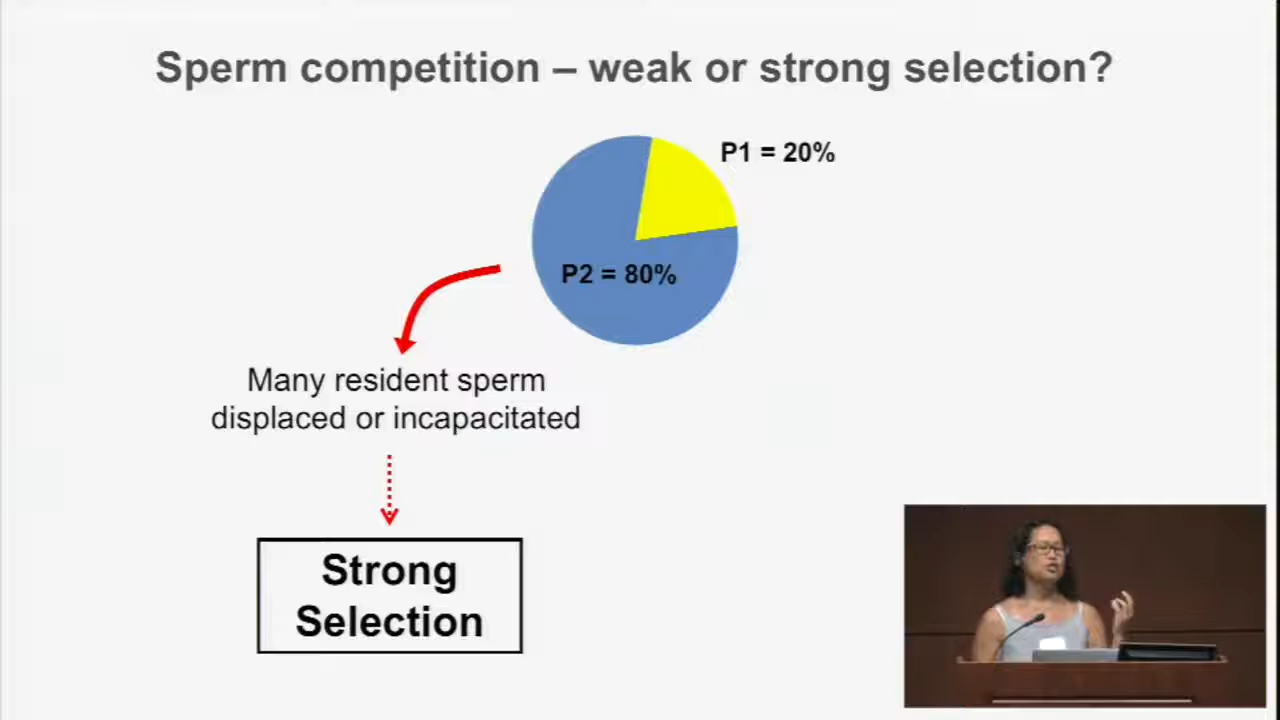 Sperm competition – weak or strong selection?
P1 = 20%
P2 = 80%
Many resident sperm
displaced or incapacitated
Strong
Selection